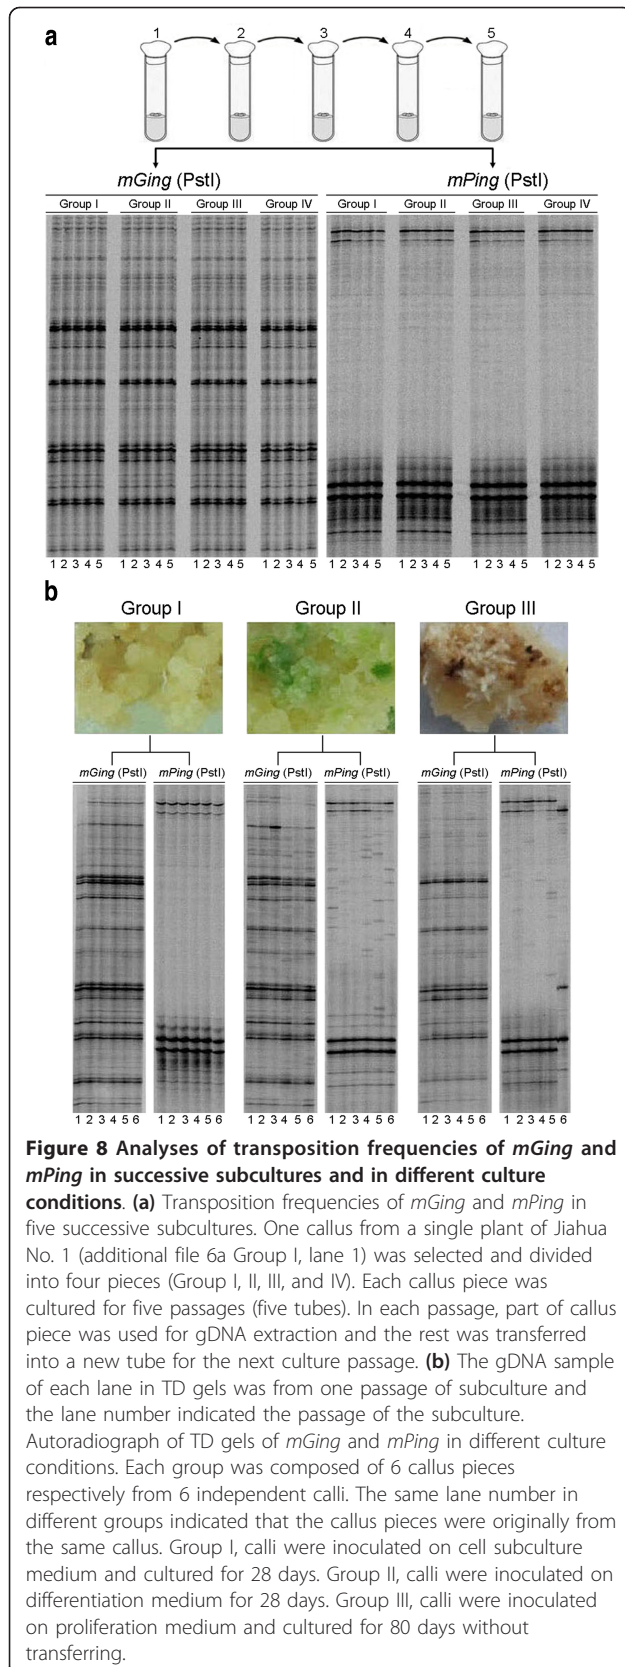 a
1 2 3 4 5
mGing (PstI) mPing (PstI)
Group I Group II Group III Group IV Group I Group II Group III Group IV
1 2 3 4 5 1 2 3 4 5 1 2 3 4 5 1 2 3 4 5 1 2 3 4 5 1 2 3 4 5 1 2 3 4 5 1 2 3 4 5
b
Group I Group II Group III
mGing (PstI) mPing (PstI) mGing (PstI) mPing (PstI) mGing (PstI) mPing (PstI)
1 2 3 4 5 6 1 2 3 4 5 6 1 2 3 4 5 6 1 2 3 4 5 6 1 2 3 4 5 6 1 2 3 4 5 6
Figure 8 Analyses of transposition frequencies of mGing and
mPing in successive subcultures and in different culture
conditions. (a) Transposition frequencies of mGing and mPing in
five successive subcultures. One callus from a single plant of Jiahua
No. 1 (additional file 6a Group I, lane 1) was selected and divided
into four pieces (Group I, II, III, and IV). Each callus piece was
cultured for five passages (five tubes). In each passage, part of callus
piece was used for gDNA extraction and the rest was transferred
into a new tube for the next culture passage. (b) The gDNA sample
of each lane in TD gels was from one passage of subculture and
the lane number indicated the passage of the subculture.
Autoradiograph of TD gels of mGing and mPing in different culture
conditions. Each group was composed of 6 callus pieces
respectively from 6 independent calli. The same lane number in
different groups indicated that the callus pieces were originally from
the same callus. Group I, calli were inoculated on cell subculture
medium and cultured for 28 days. Group II, calli were inoculated on
differentiation medium for 28 days. Group III, calli were inoculated
on proliferation medium and cultured for 80 days without
transferring.